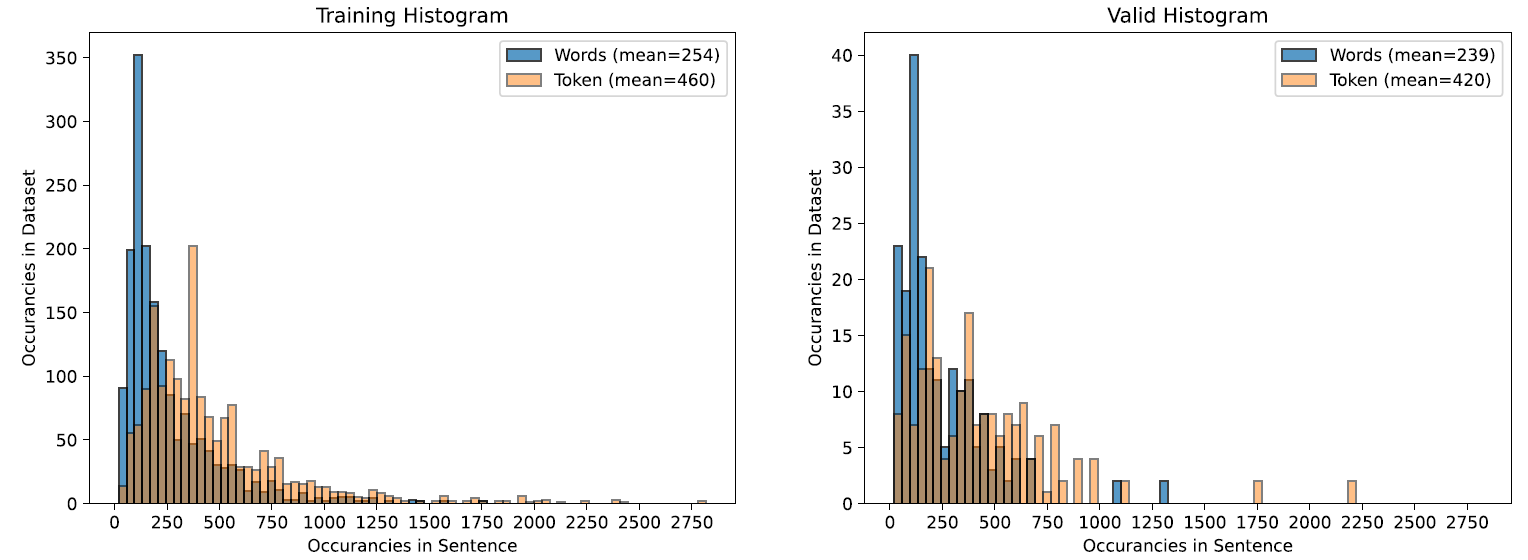 Training Histogram
Words (mean=254)
Token (mean=460)
350
300
250
200
150
100
50
0
Occurancies in Dataset
0 250 500 750 1000 1250 1500 1750 2000 2250 2500 2750
Occurancies in Sentence
Valid Histogram
Words (mean=239)
Token (mean=420)
40
35
30
25
20
15
10
5
0
Occurancies in Dataset
0 250 500 750 1000 1250 1500 1750 2000 2250 2500 2750
Occurancies in Sentence